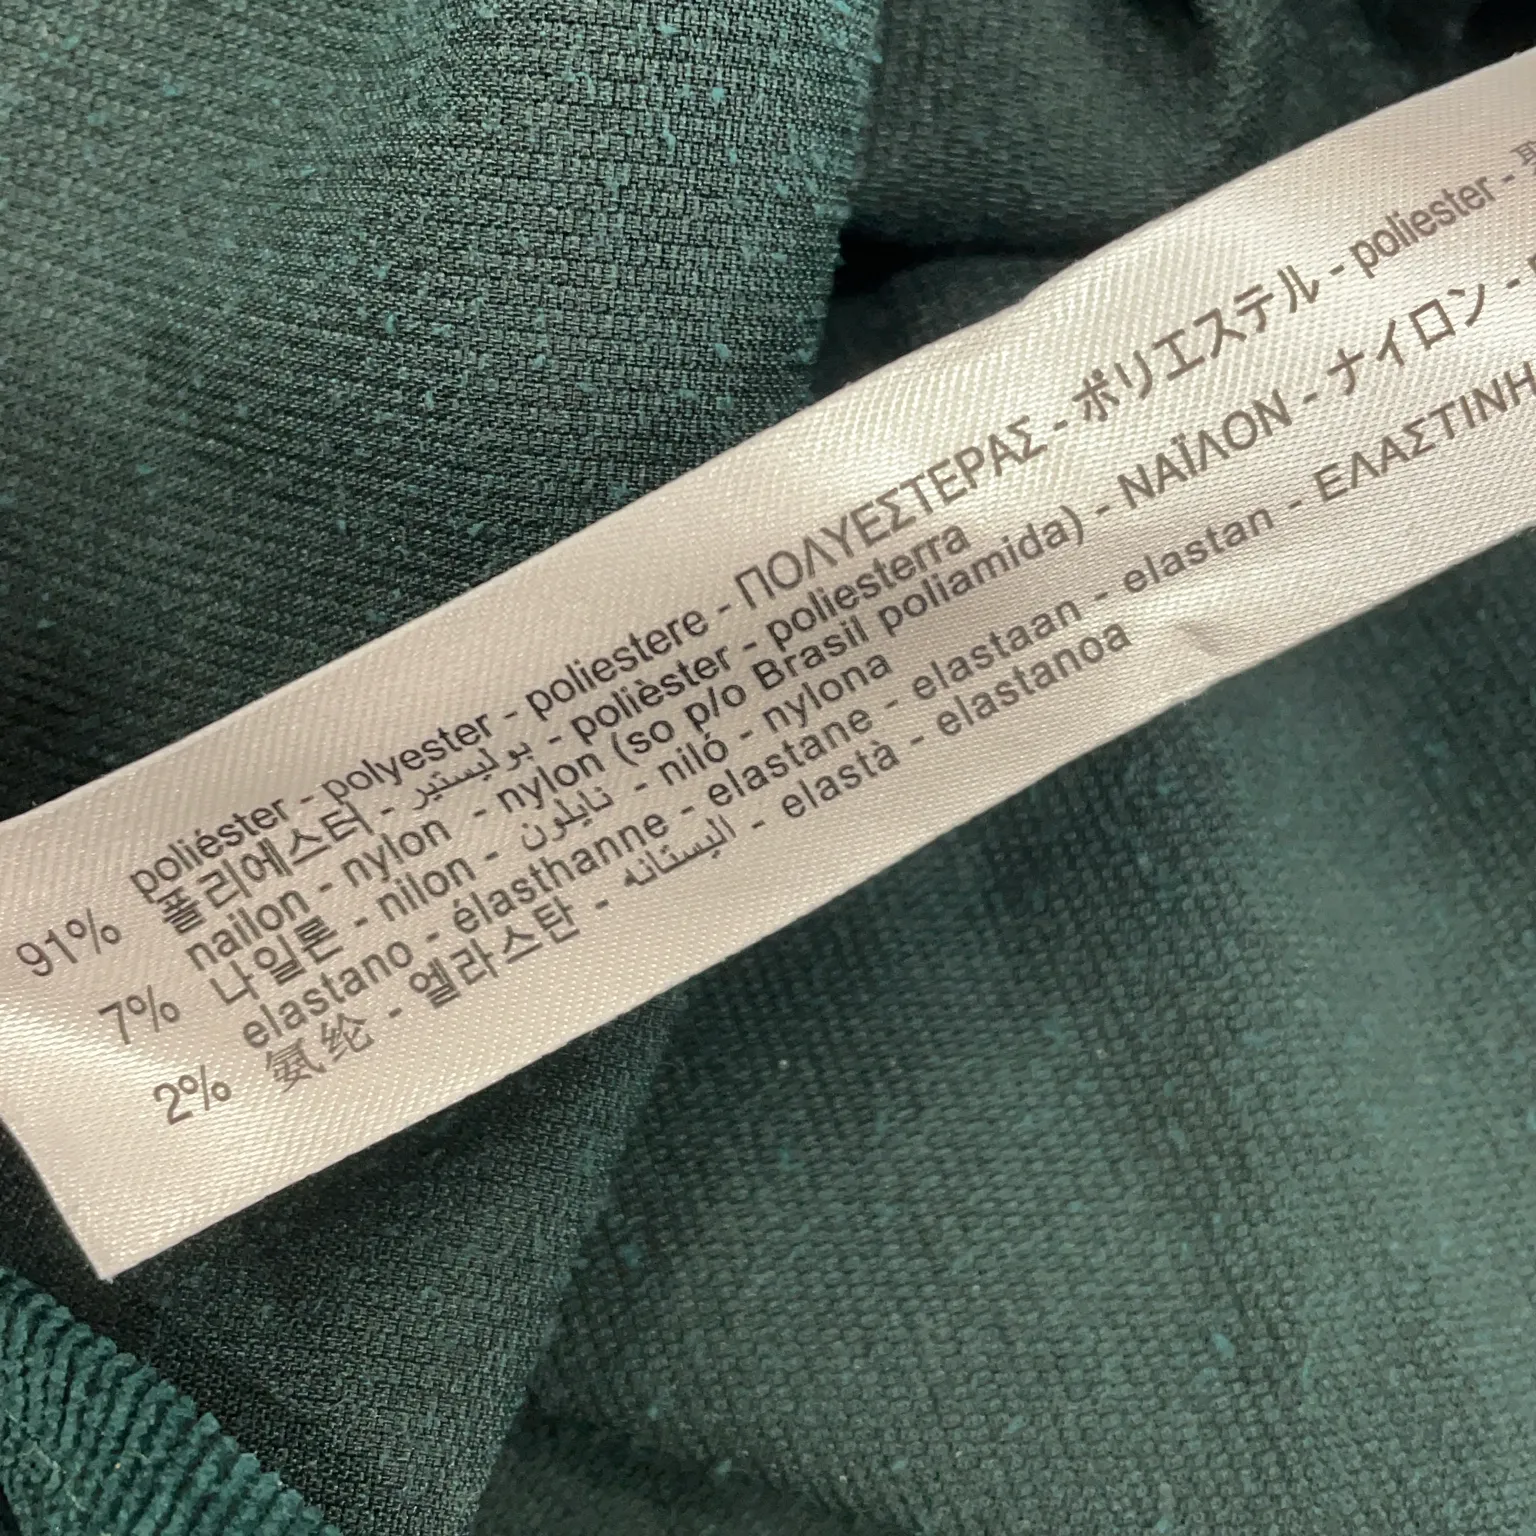 91% poliéster - polyester - poliestere - ΠΟΛΥΕΣΤΕΡΑΣ - ポリエステル - poliester -
폴리에스터 - بوليستير - polièster - poliesterra
7% nailon - nylon - nylon (so p/o Brasil poliamida) - ΝΑΪΛΟΝ - ナイロン -
나일론 - nilon - نايلون - niló - nylona
2% elastano - élasthanne - elastane - elastaan - elastan - ΕΛΑΣΤΙΝΗ
氨纶 - 엘라스탄 - اليستانه - elastà - elastanoa